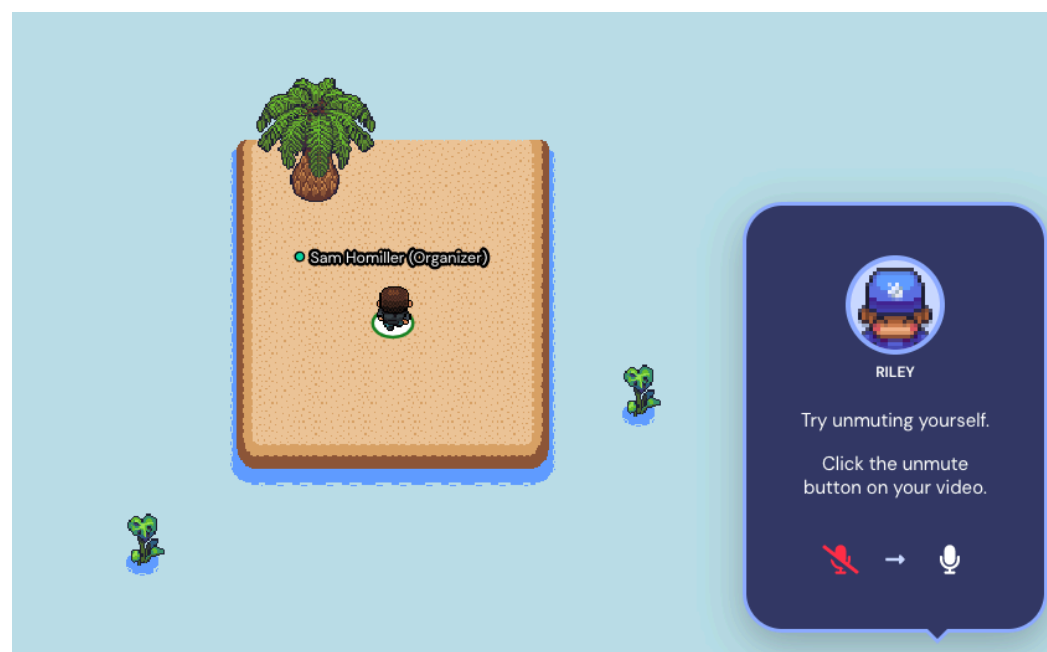 Sam Homiller (Organizer)
RILEY
Try unmuting yourself.
Click the unmute
button on your video.